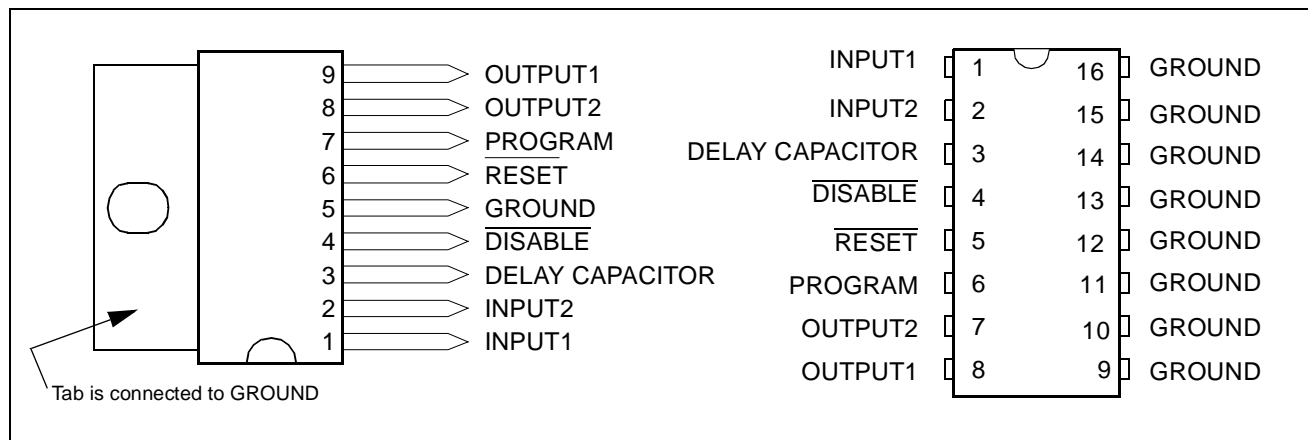 9 OUTPUT1
8 OUTPUT2
7 PROGRAM
6 RESET
5 GROUND
4 DISABLE
3 DELAY CAPACITOR
2 INPUT2
1 INPUT1
Tab is connected to GROUND
INPUT1 1 16 GROUND
INPUT2 2 15 GROUND
DELAY CAPACITOR 3 14 GROUND
DISABLE 4 13 GROUND
RESET 5 12 GROUND
PROGRAM 6 11 GROUND
OUTPUT2 7 10 GROUND
OUTPUT1 8 9 GROUND